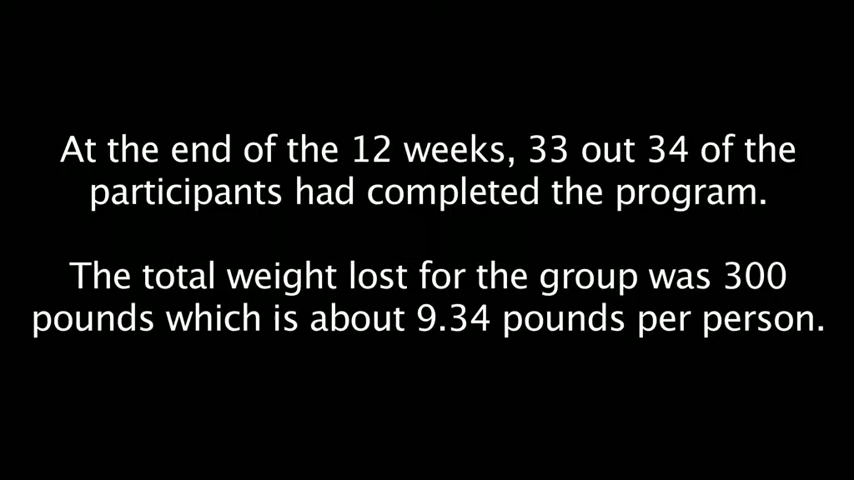 At the end of the 12 weeks, 33 out 34 of the
participants had completed the program.
The total weight lost for the group was 300
pounds which is about 9.34 pounds per person.